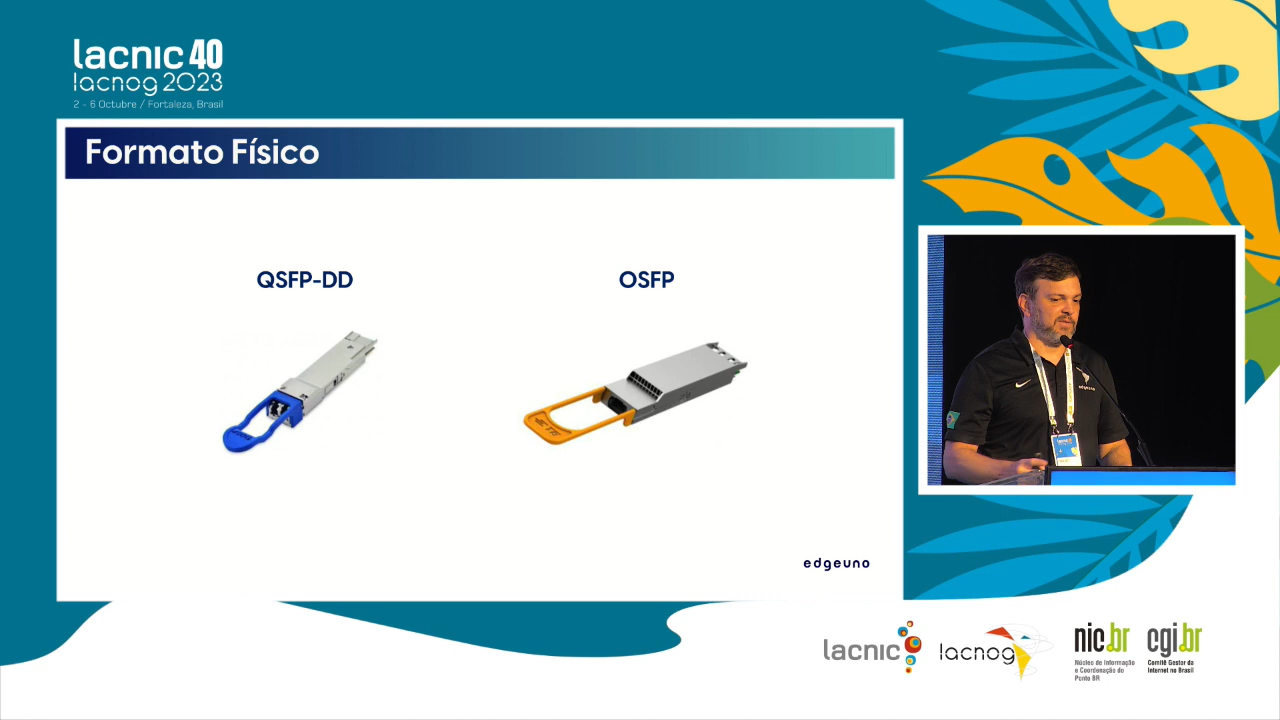 lacnic 40
lacnog 2023
2 - 6 Octubre / Fortaleza, Brasil
Formato Físico
QSFP-DD
OSFP
edgeuno
edgeuno
lacnic
lacnog
nic.br
Núcleo de Informação
e Coordenação do
Ponto BR
cgi.br
Comitê Gestor da
Internet no Brasil